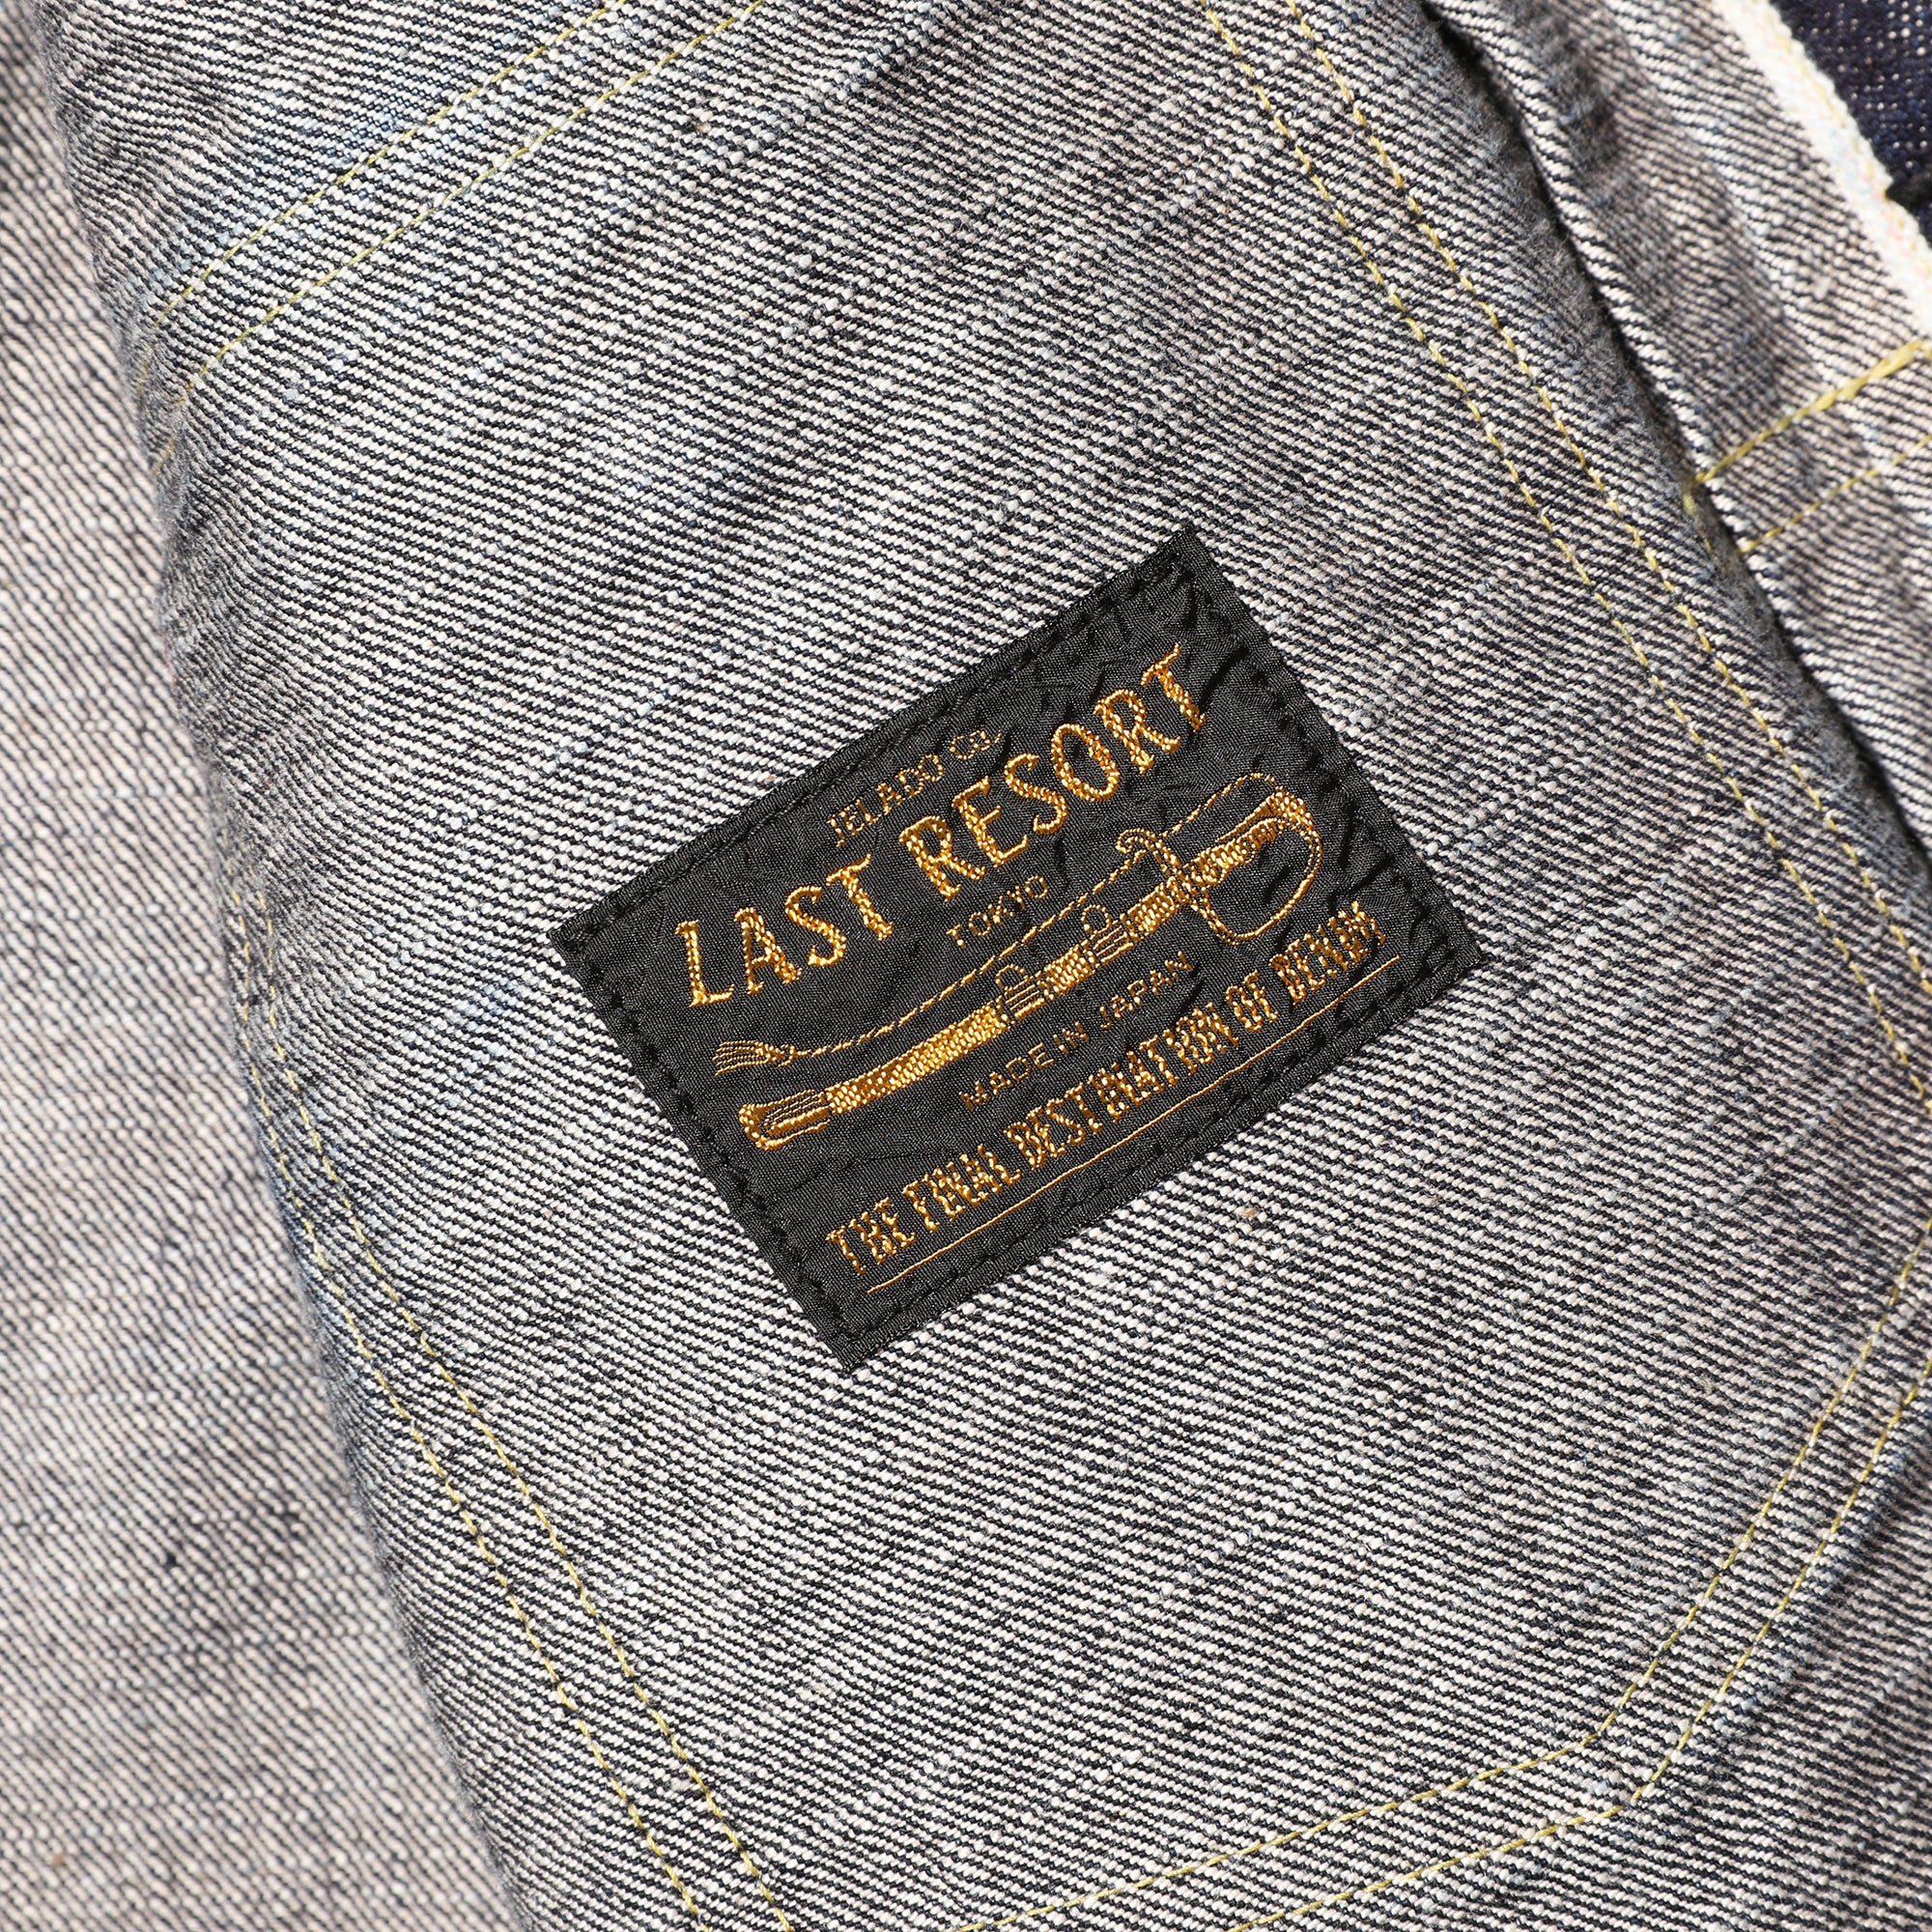 JELADO Co.
LAST RESORT
TOKYO
MADE IN JAPAN
THE FINAL DESTINATION OF DENIM